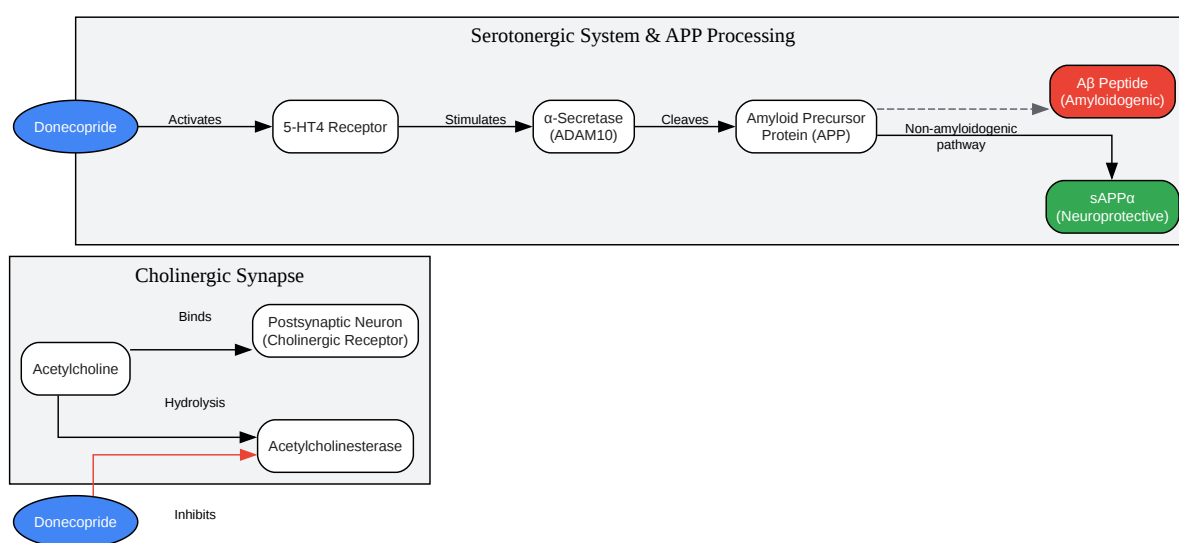 Serotonergic System & APP Processing
Donecopride
Activates
5-HT4 Receptor
Stimulates
α-Secretase
(ADAM10)
Cleaves
Amyloid Precursor
Protein (APP)
Aβ Peptide
(Amyloidogenic)
Non-amyloidogenic
pathway
sAPPα
(Neuroprotective)
Cholinergic Synapse
Acetylcholine
Binds
Postsynaptic Neuron
(Cholinergic Receptor)
Hydrolysis
Acetylcholinesterase
Donecopride
Inhibits